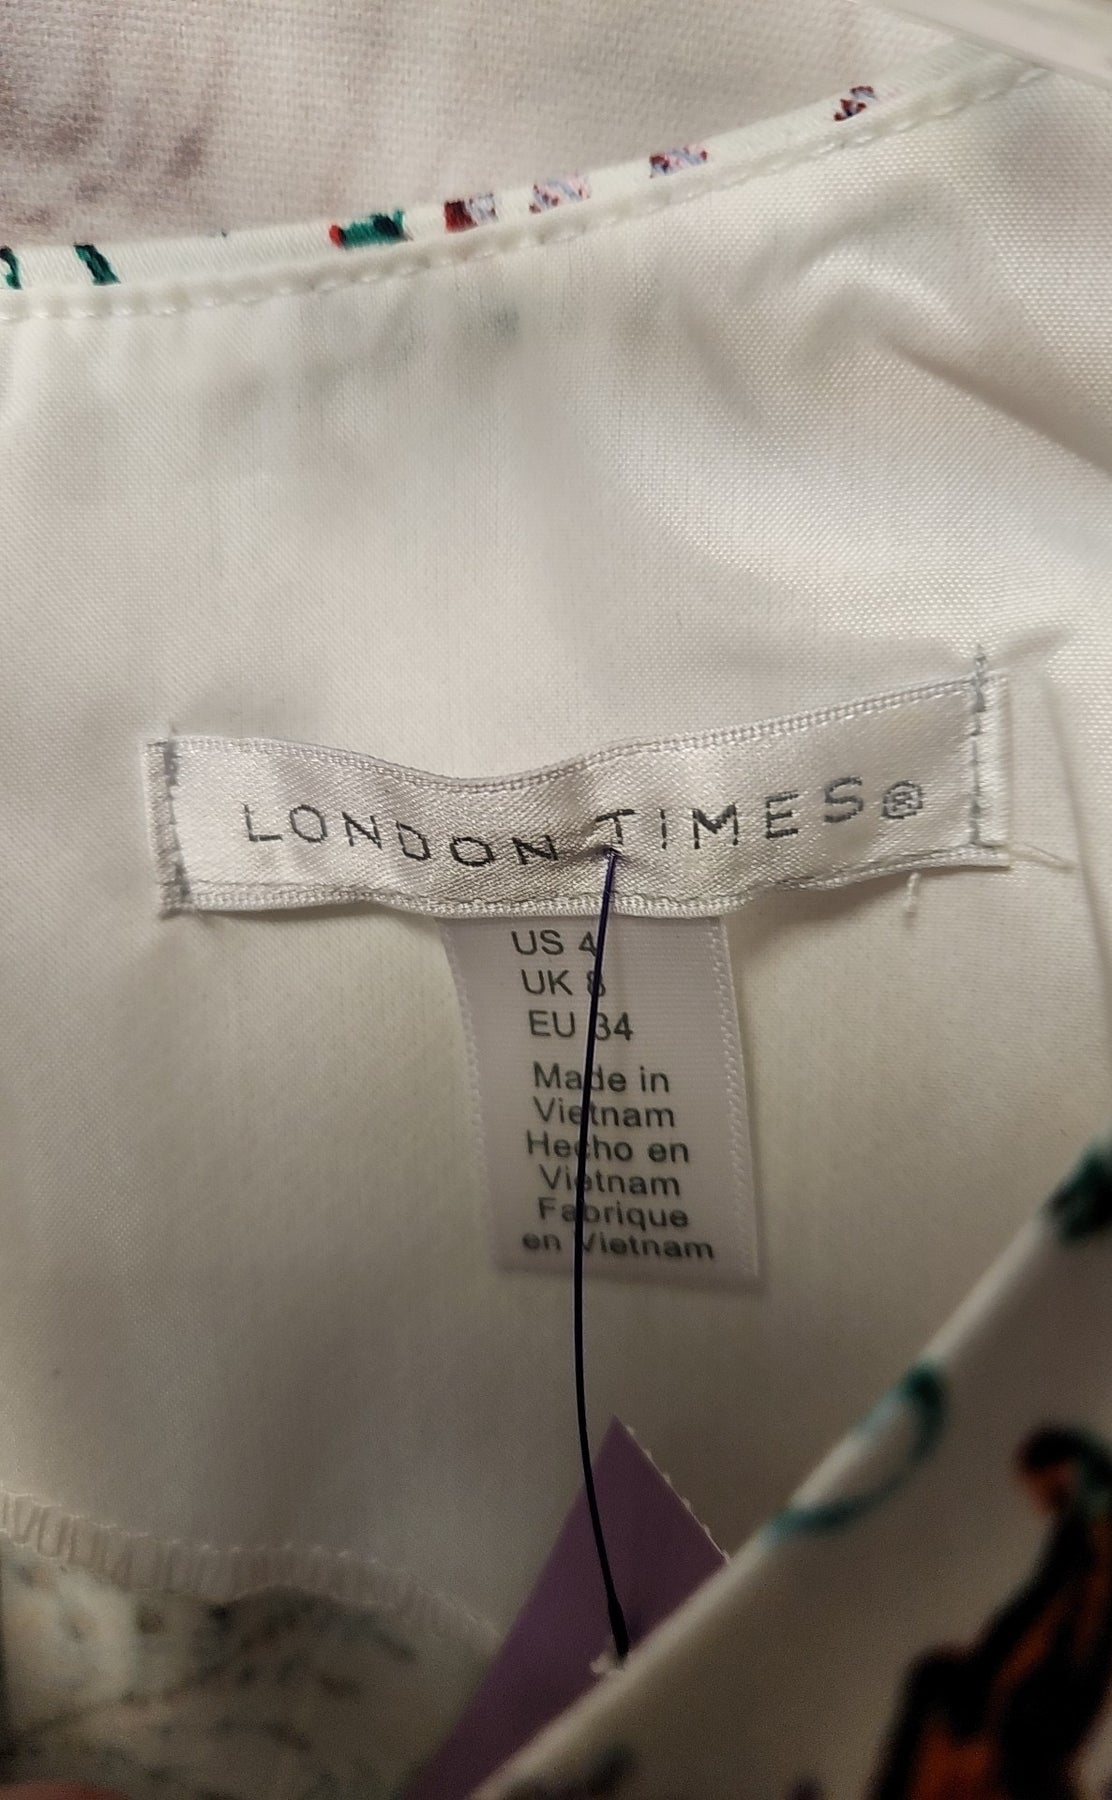 LONDON TIMES®
US 4
UK 8
EU 34
Made in
Vietnam
Hecho en
Vietnam
Fabrique
en Vietnam